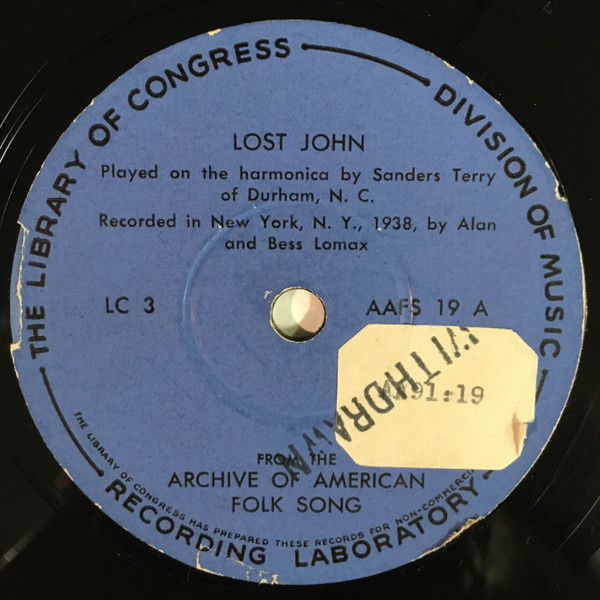 THE LIBRARY OF CONGRESS
DIVISION OF MUSIC
LOST JOHN
Played on the harmonica by Sanders Terry
of Durham, N. C.
Recorded in New York, N. Y., 1938, by Alan
and Bess Lomax
LC 3
AAFS 19 A
WITHDRAWN
91:19
FROM THE
ARCHIVE OF AMERICAN
FOLK SONG
THE LIBRARY OF CONGRESS HAS PREPARED THESE RECORDS FOR NON-COMMERCI
RECORDING LABORATORY